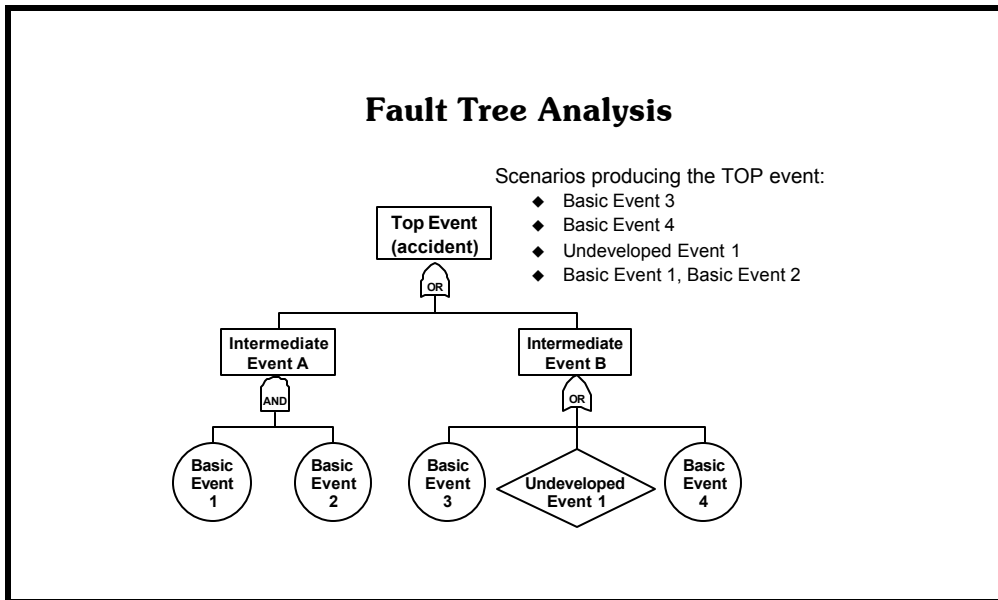 Fault Tree Analysis
Scenarios producing the TOP event:
◆ Basic Event 3
◆ Basic Event 4
◆ Undeveloped Event 1
◆ Basic Event 1, Basic Event 2
Top Event
(accident)
OR
Intermediate
Event A
Intermediate
Event B
AND
OR
Basic
Event
1
Basic
Event
2
Basic
Event
3
Undeveloped
Event 1
Basic
Event
4